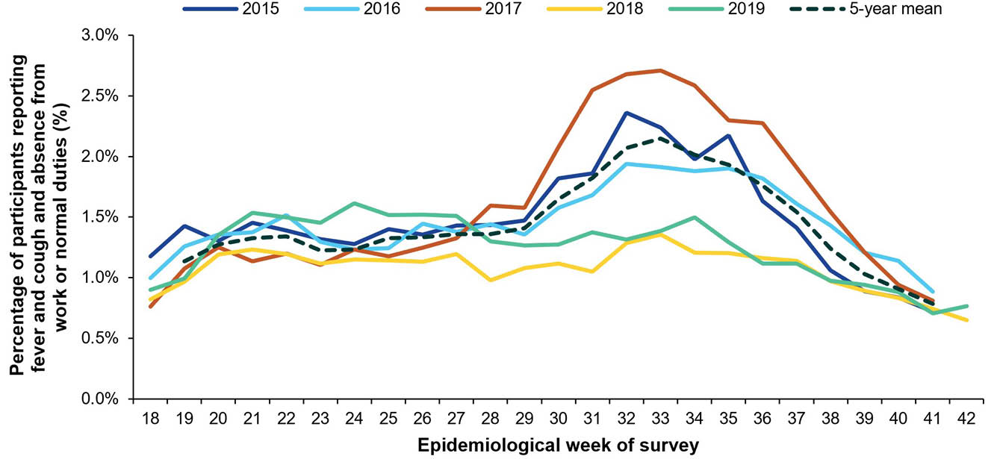 2015 2016 2017 2018 2019 5-year mean
Percentage of participants reporting
fever and cough and absence from
work or normal duties (%)
3.0%
2.5%
2.0%
1.5%
1.0%
0.5%
0.0%
18 19 20 21 22 23 24 25 26 27 28 29 30 31 32 33 34 35 36 37 38 39 40 41 42
Epidemiological week of survey